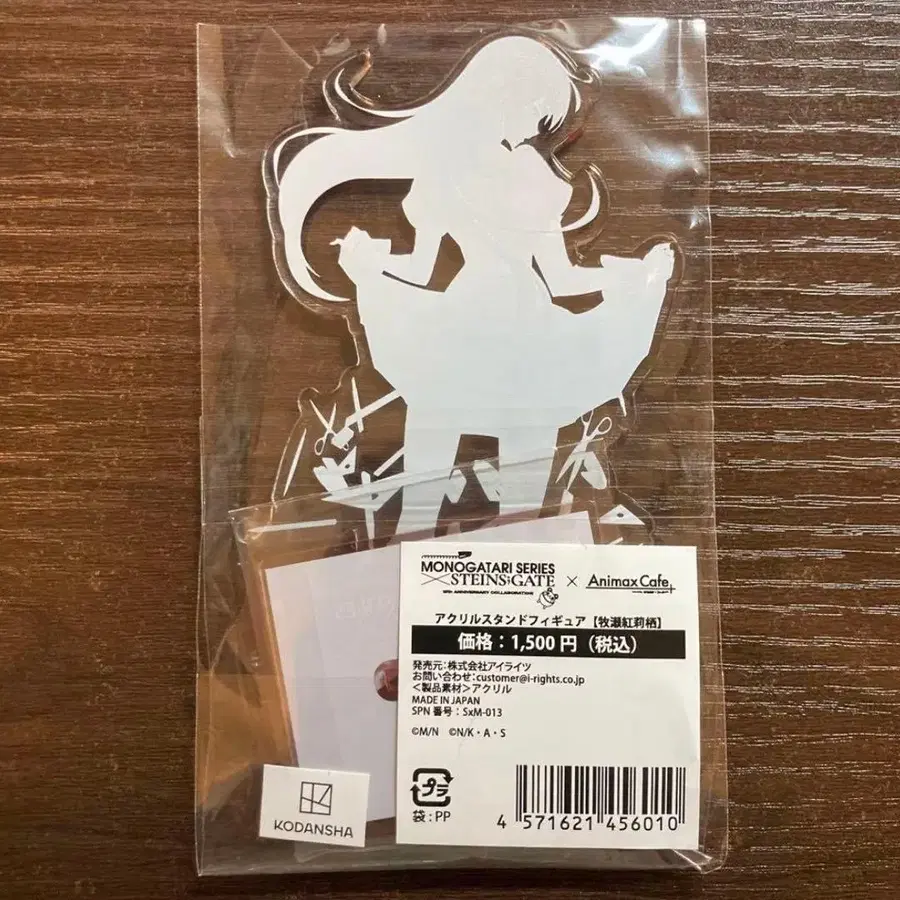 MONOGATARI SERIES
×STEINS;GATE
10th ANNIVERSARY COLLABORATION
× Animax Cafe+
アクリルスタンドフィギュア【牧瀬紅莉栖】
価格:1,500円(税込)
発売元:株式会社アイライツ
お問い合わせ:customer@i-rights.co.jp
<製品素材>アクリル
MADE IN JAPAN
SPN 番号:SxM-013
©M/N ©N/K・A・S
プラ
袋:PP
4 571621 456010
KODANSHA